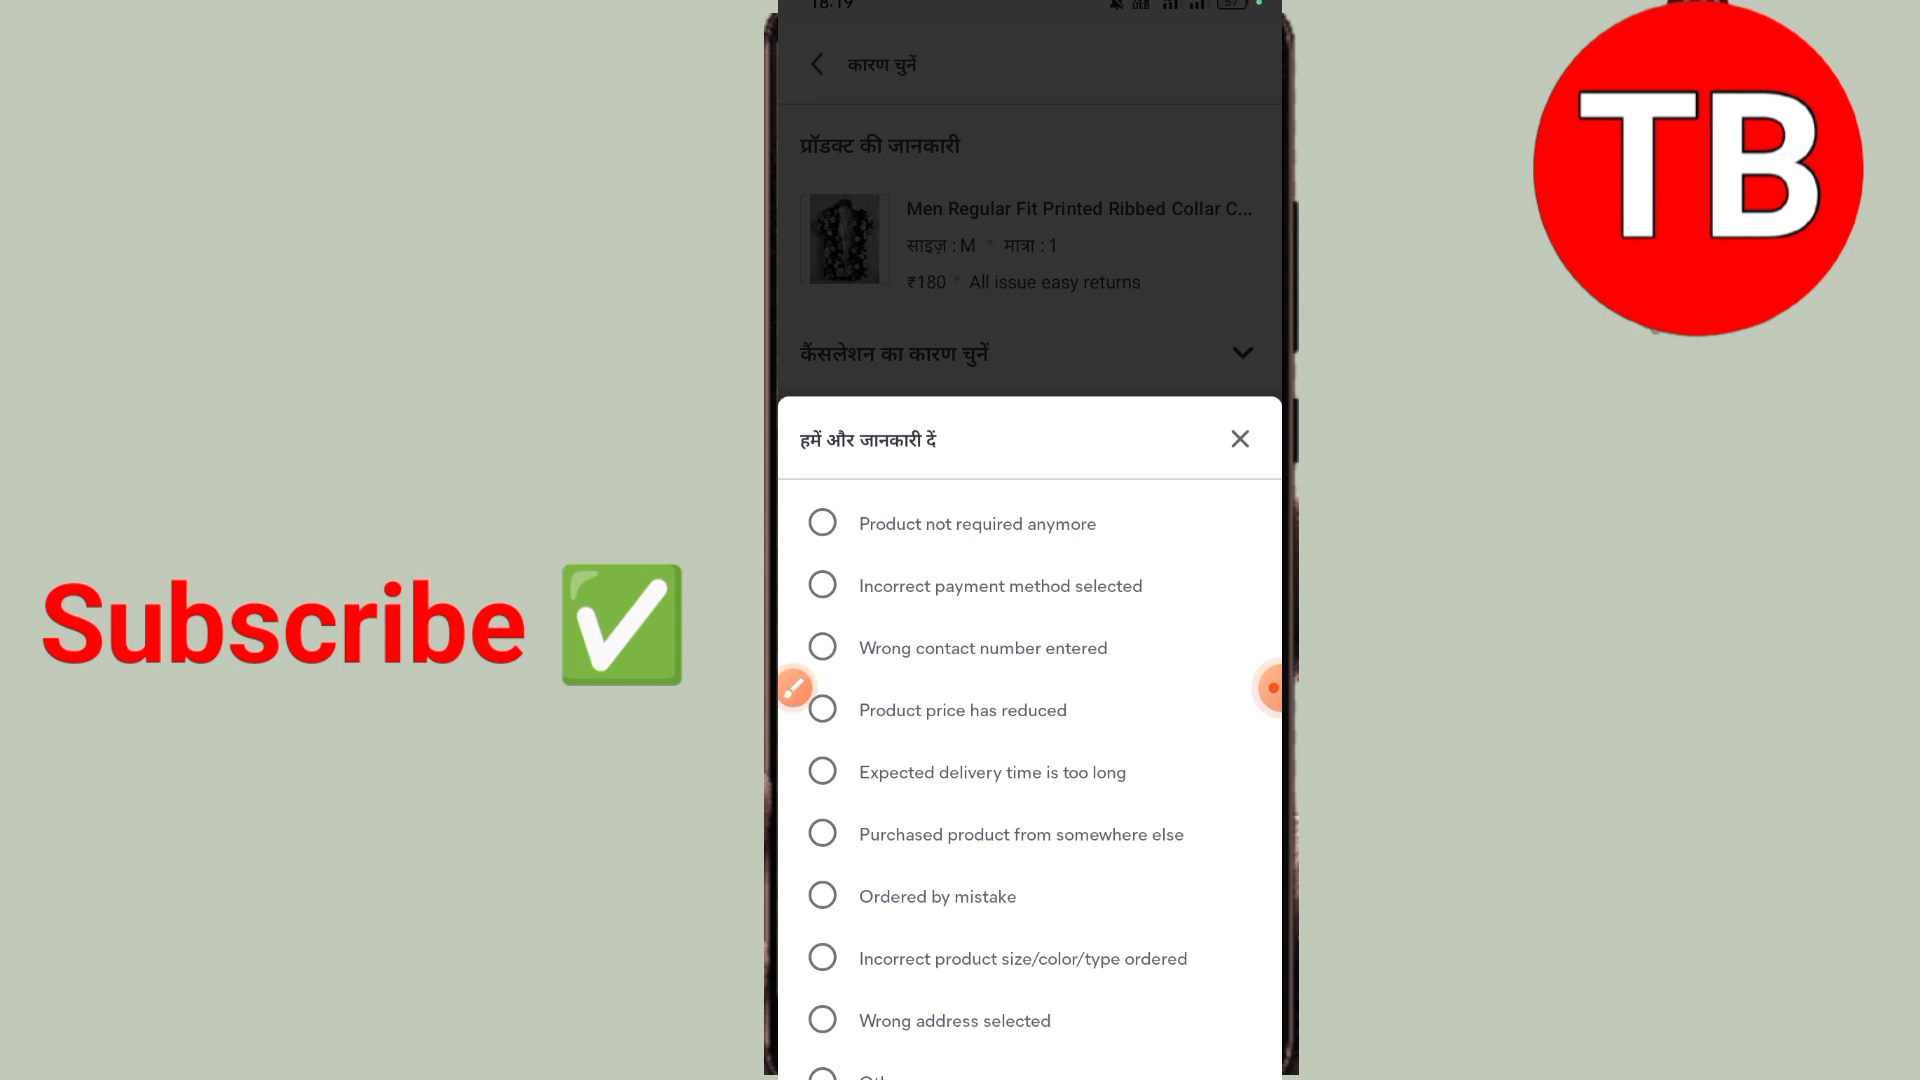 18:19
कारण चुनें
प्रॉडक्ट की जानकारी
Men Regular Fit Printed Ribbed Collar C...
साइज़ : M • मात्रा : 1
₹180 • All issue easy returns
कैंसलेशन का कारण चुनें
हमें और जानकारी दें
Product not required anymore
Incorrect payment method selected
Wrong contact number entered
Product price has reduced
Expected delivery time is too long
Purchased product from somewhere else
Ordered by mistake
Incorrect product size/color/type ordered
Wrong address selected
Subscribe ✅
TB